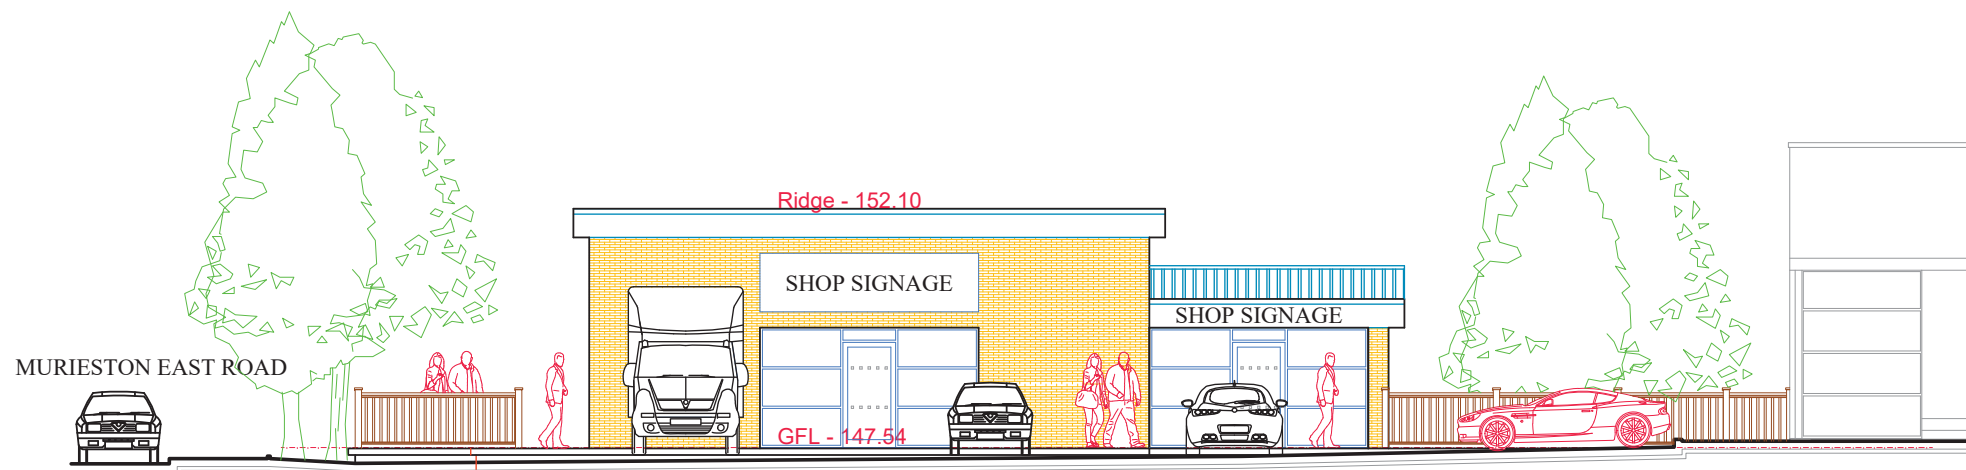 Ridge - 152.10
SHOP SIGNAGE
SHOP SIGNAGE
MURIESTON EAST ROAD
GFL - 147.54